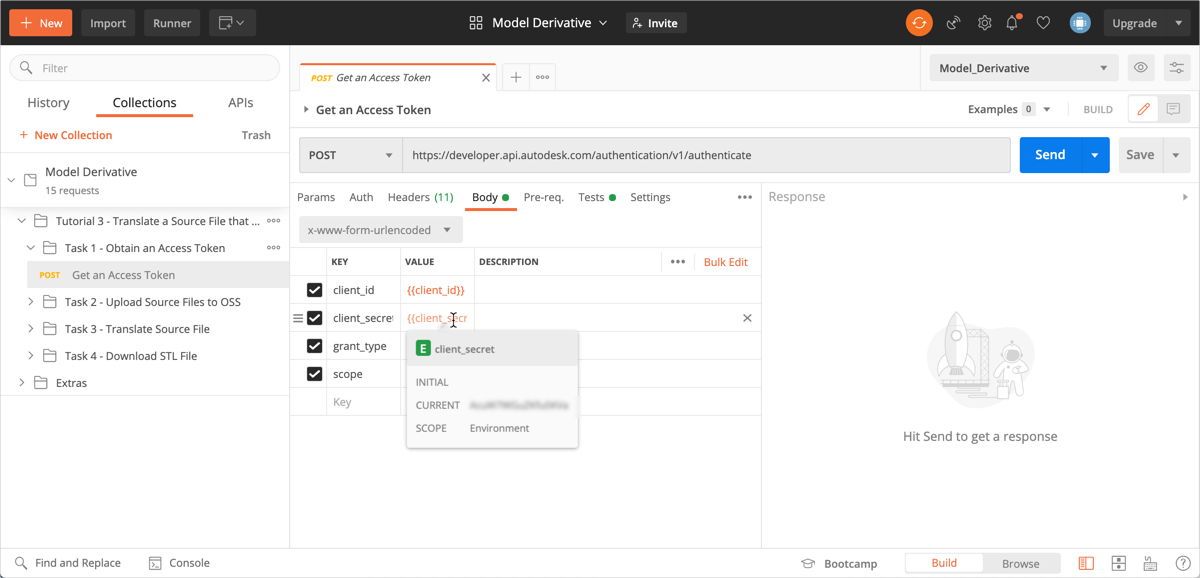 New
Import
Runner
Model Derivative
Invite
Upgrade
Filter
History
Collections
APIs
+ New Collection
Trash
Model Derivative
15 requests
Tutorial 3 - Translate a Source File that ...
Task 1 - Obtain an Access Token
POST Get an Access Token
Task 2 - Upload Source Files to OSS
Task 3 - Translate Source File
Task 4 - Download STL File
Extras
POST Get an Access Token
Model_Derivative
Get an Access Token
Examples 0
BUILD
POST
https://developer.api.autodesk.com/authentication/v1/authenticate
Send
Save
Params
Auth
Headers (11)
Body
Pre-req.
Tests
Settings
x-www-form-urlencoded
KEY
VALUE
DESCRIPTION
Bulk Edit
client_id
{{client_id}}
client_secret
{{client_secr
grant_type
scope
Key
E client_secret
INITIAL
CURRENT
SCOPE Environment
Response
Hit Send to get a response
Find and Replace
Console
Bootcamp
Build
Browse